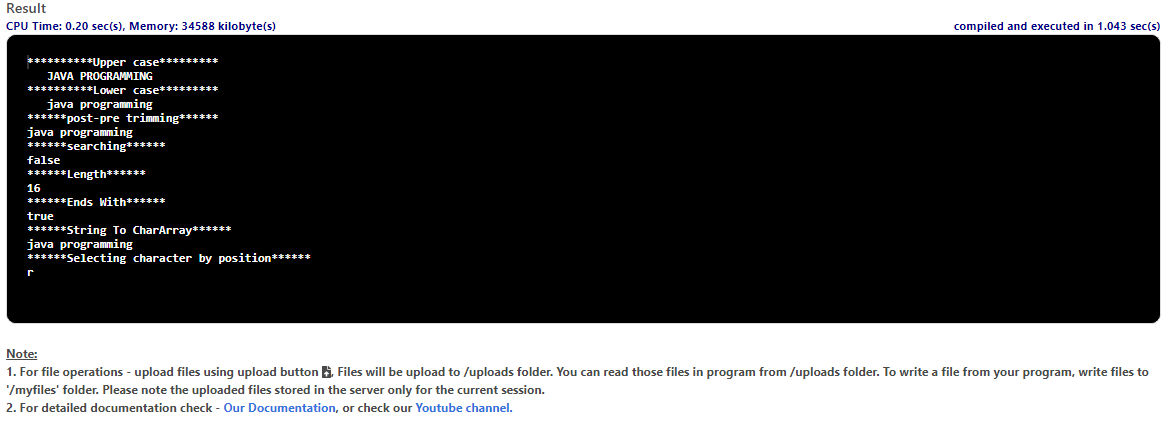 Result
CPU Time: 0.20 sec(s), Memory: 34588 kilobyte(s)
compiled and executed in 1.043 sec(s)
**********Upper case*********
   JAVA PROGRAMMING
**********Lower case*********
   java programming
******post-pre trimming******
java programming
******searching******
false
******Length******
16
******Ends With******
true
******String To CharArray******
java programming
******Selecting character by position******
r
Note:
1. For file operations - upload files using upload button , Files will be upload to /uploads folder. You can read those files in program from /uploads folder. To write a file from your program, write files to
'/myfiles' folder. Please note the uploaded files stored in the server only for the current session.
2. For detailed documentation check - Our Documentation, or check our Youtube channel.